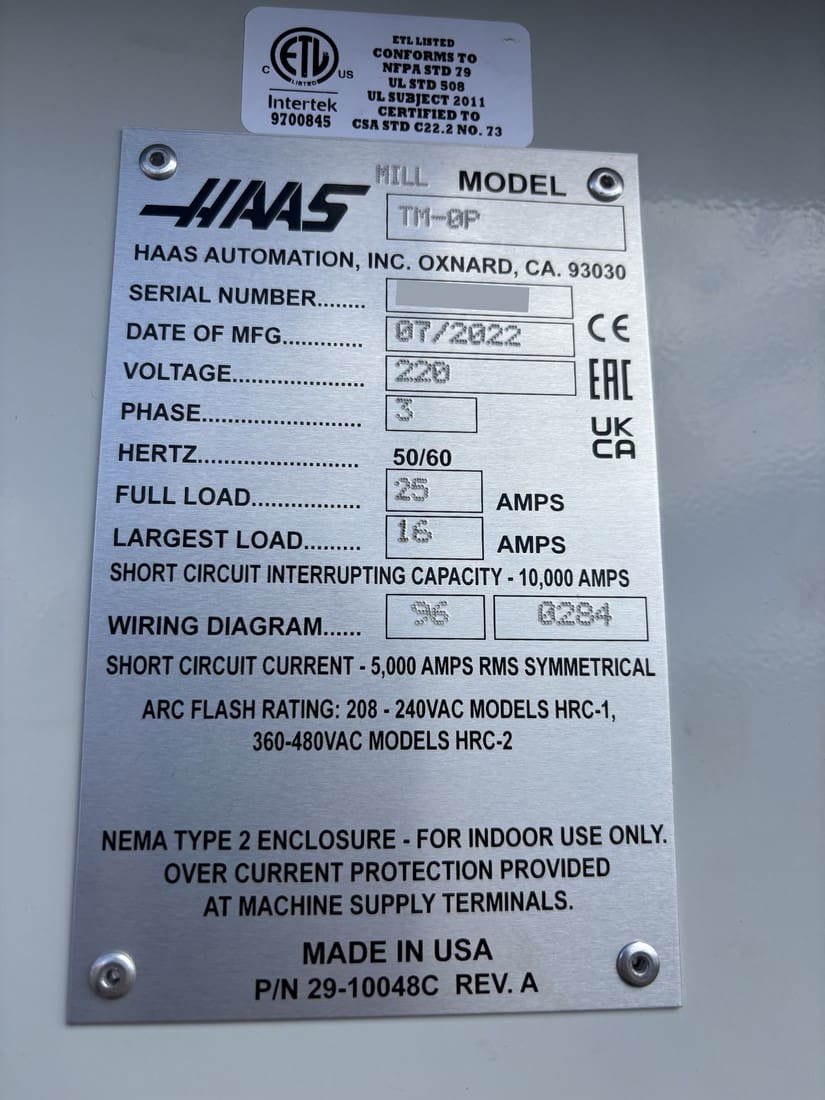 C ETL US
LISTED
Intertek
9700845
ETL LISTED
CONFORMS TO
NFPA STD 79
UL STD 508
UL SUBJECT 2011
CERTIFIED TO
CSA STD C22.2 NO. 73
HAAS
MILL MODEL
TM-0P
HAAS AUTOMATION, INC. OXNARD, CA. 93030
SERIAL NUMBER........
DATE OF MFG............. 07/2022
VOLTAGE...................... 220
PHASE.......................... 3
HERTZ.......................... 50/60
FULL LOAD.................. 25 AMPS
LARGEST LOAD......... 16 AMPS
CE
EAC
UK
CA
SHORT CIRCUIT INTERRUPTING CAPACITY - 10,000 AMPS
WIRING DIAGRAM...... 96 0284
SHORT CIRCUIT CURRENT - 5,000 AMPS RMS SYMMETRICAL
ARC FLASH RATING: 208 - 240VAC MODELS HRC-1,
360-480VAC MODELS HRC-2
NEMA TYPE 2 ENCLOSURE - FOR INDOOR USE ONLY.
OVER CURRENT PROTECTION PROVIDED
AT MACHINE SUPPLY TERMINALS.
MADE IN USA
P/N 29-10048C REV. A